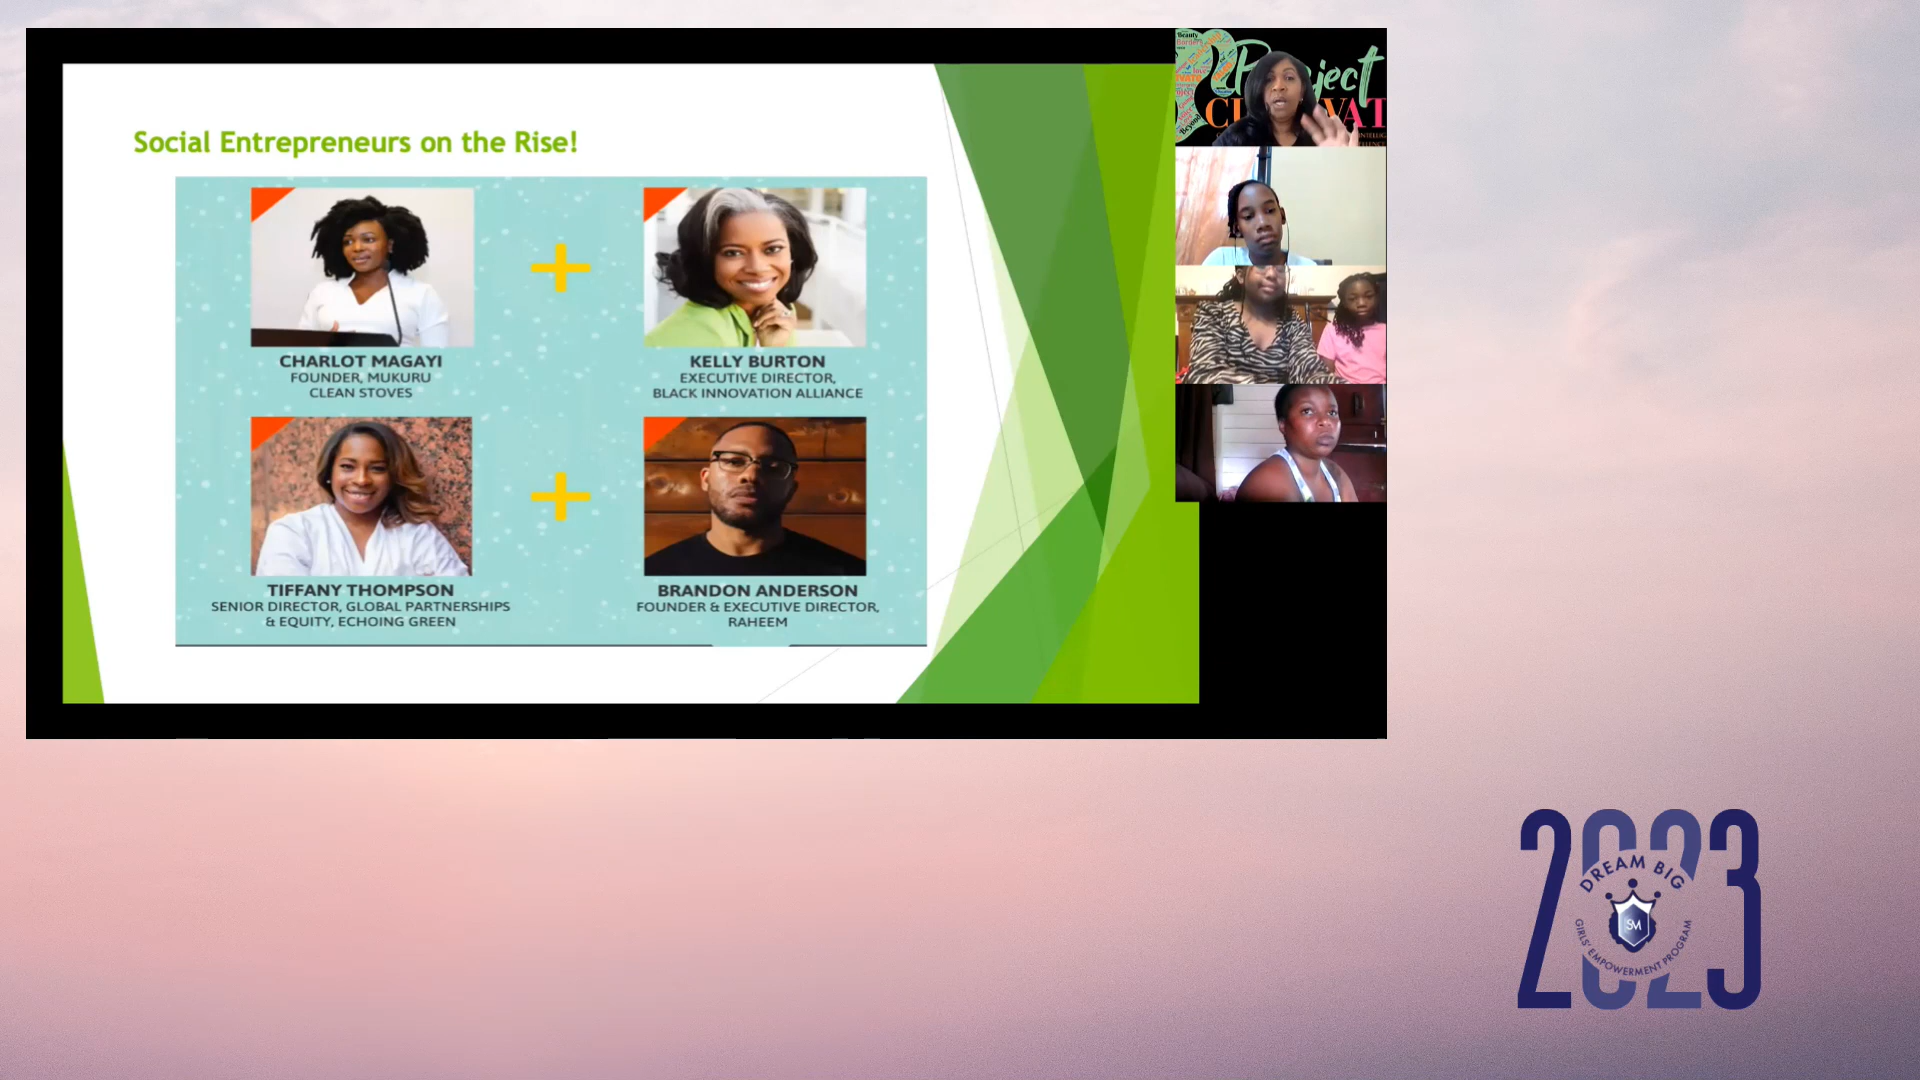 Social Entrepreneurs on the Rise!
CHARLOT MAGAYI
FOUNDER, MUKURU
CLEAN STOVES
KELLY BURTON
EXECUTIVE DIRECTOR,
BLACK INNOVATION ALLIANCE
TIFFANY THOMPSON
SENIOR DIRECTOR, GLOBAL PARTNERSHIPS
& EQUITY, ECHOING GREEN
BRANDON ANDERSON
FOUNDER & EXECUTIVE DIRECTOR,
RAHEEM
Beauty
Beyond
2023
DREAM BIG
SM
GIRLS' EMPOWERMENT PROGRAM